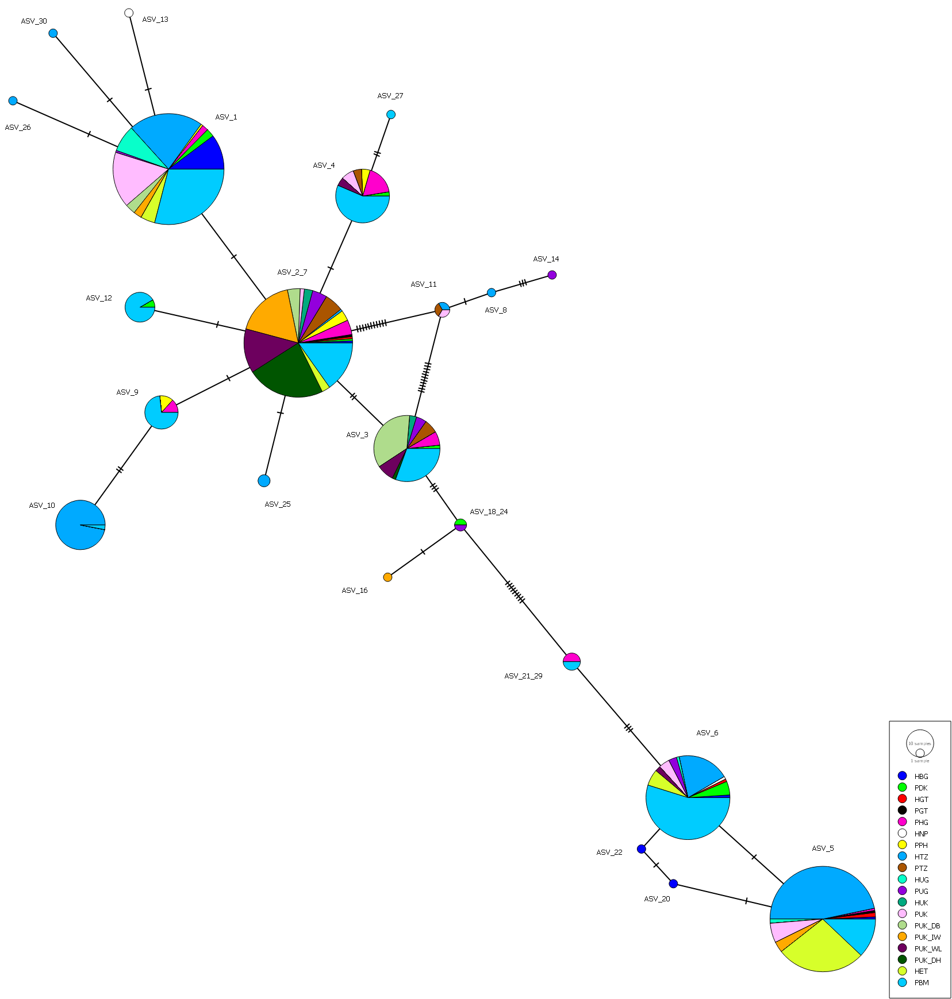 ASV_13
ASV_30
ASV_27
ASV_1
ASV_26
ASV_4
ASV_14
ASV_2_7
ASV_11
ASV_12
ASV_8
ASV_9
ASV_3
ASV_10
ASV_25
ASV_18_24
ASV_16
ASV_21_29
ASV_6
ASV_5
ASV_22
ASV_20
10 samples
1 sample
HBG
PDK
HGT
PGT
PHG
HNP
PPH
HTZ
PTZ
HUG
PUG
HUK
PUK
PUK_DB
PUK_IW
PUK_WL
PUK_DH
HET
PBM